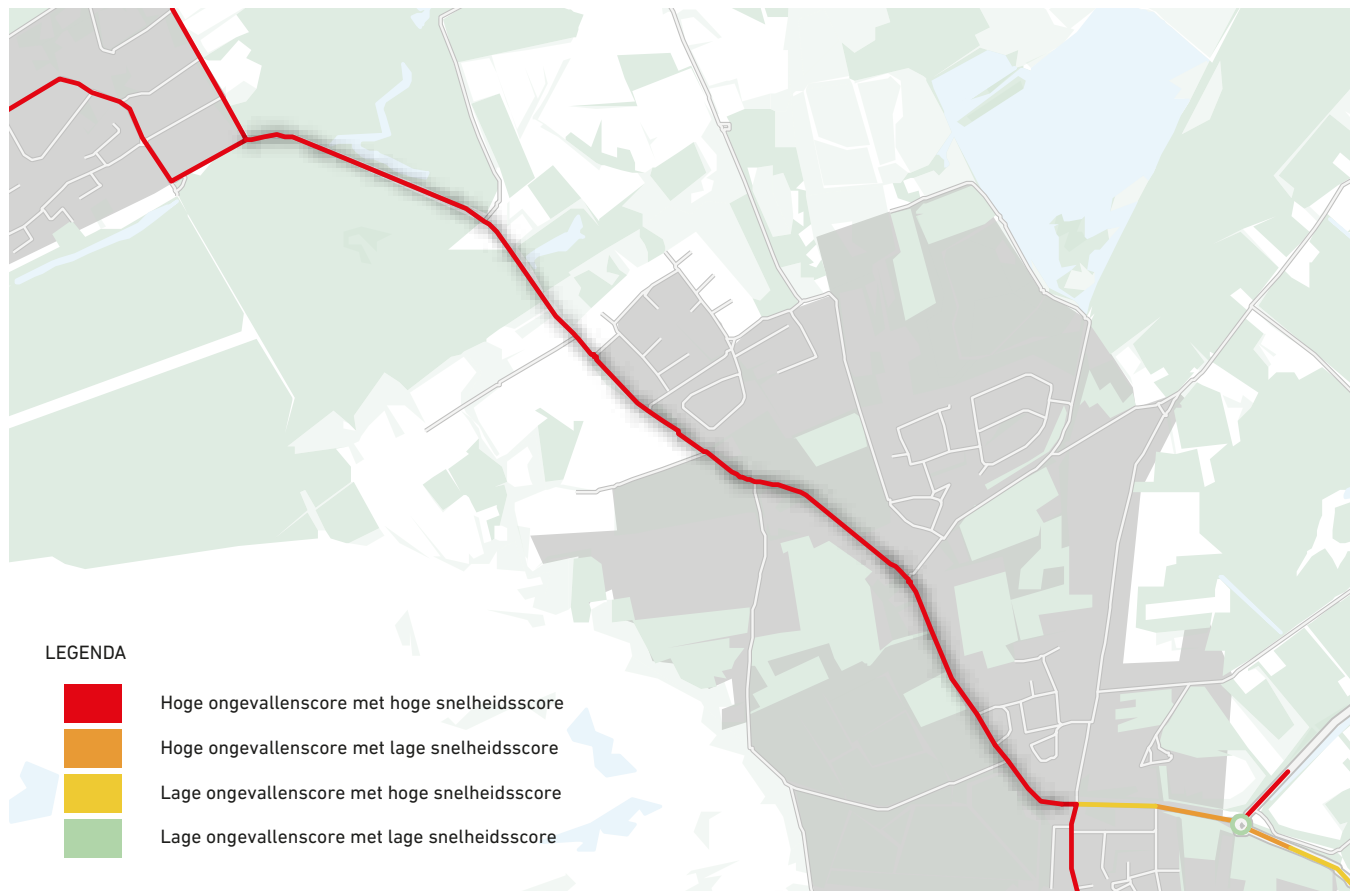 LEGENDA
Hoge ongevallenscore met hoge snelheidsscore
Hoge ongevallenscore met lage snelheidsscore
Lage ongevallenscore met hoge snelheidsscore
Lage ongevallenscore met lage snelheidsscore